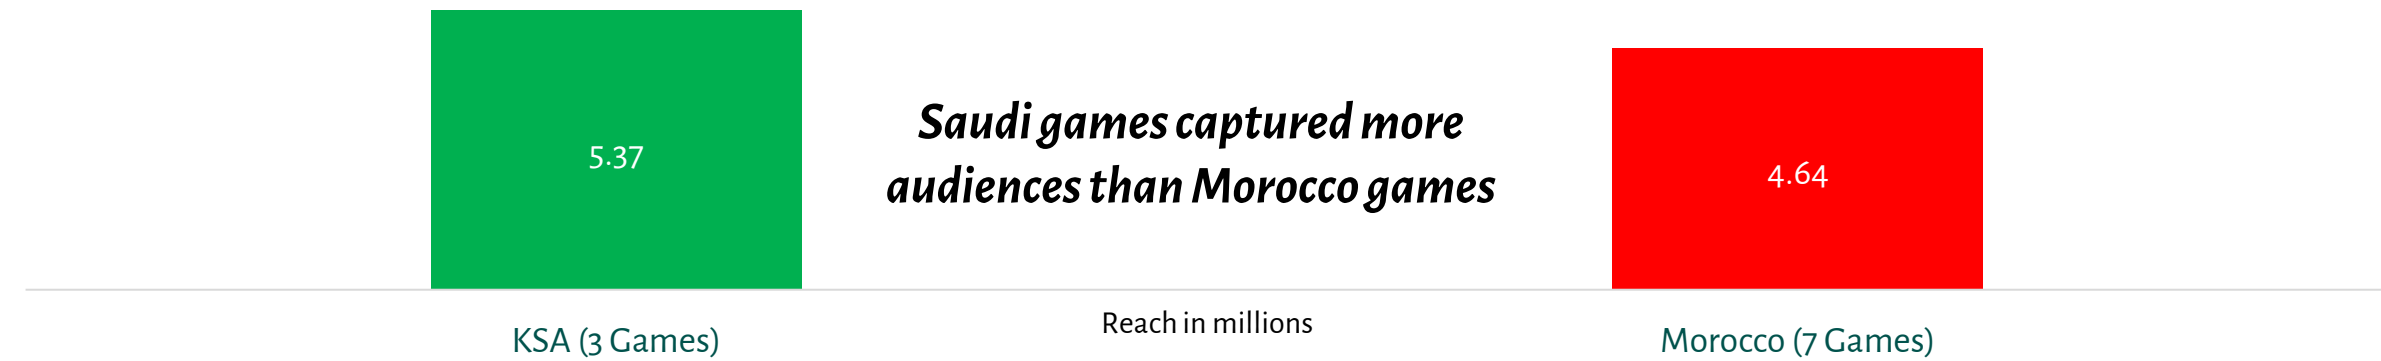 5.37
Saudi games captured more
audiences than Morocco games
4.64
Reach in millions
KSA (3 Games)
Morocco (7 Games)